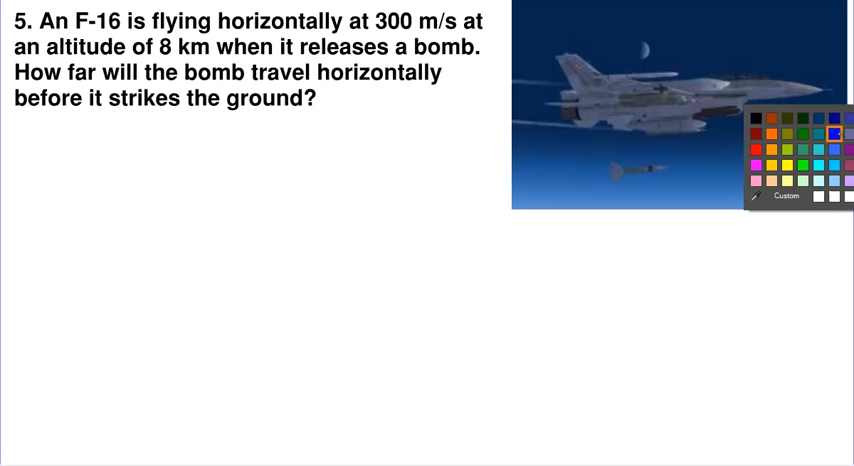 5. An F-16 is flying horizontally at 300 m/s at
an altitude of 8 km when it releases a bomb.
How far will the bomb travel horizontally
before it strikes the ground?
Custom